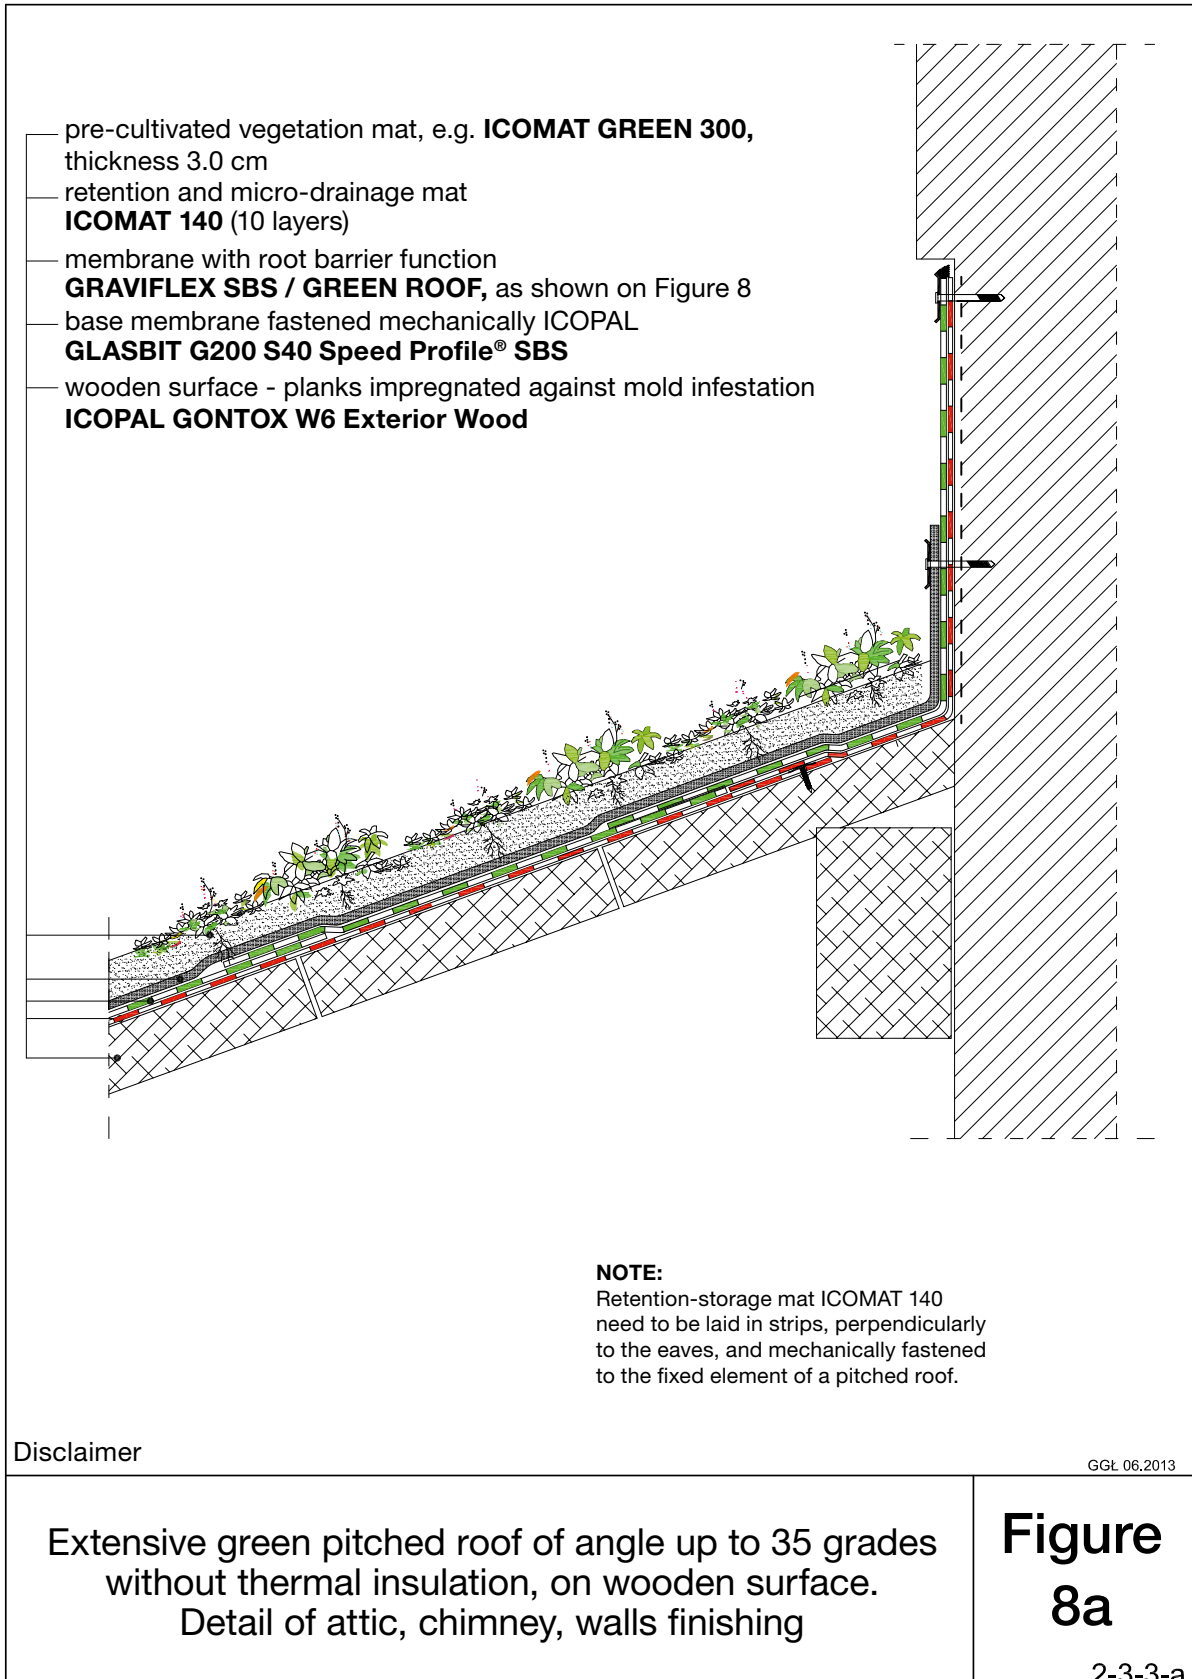 pre-cultivated vegetation mat, e.g. ICOMAT GREEN 300,
thickness 3.0 cm
retention and micro-drainage mat
ICOMAT 140 (10 layers)
membrane with root barrier function
GRAVIFLEX SBS / GREEN ROOF, as shown on Figure 8
base membrane fastened mechanically ICOPAL
GLASBIT G200 S40 Speed Profile® SBS
wooden surface - planks impregnated against mold infestation
ICOPAL GONTOX W6 Exterior Wood
NOTE:
Retention-storage mat ICOMAT 140
need to be laid in strips, perpendicularly
to the eaves, and mechanically fastened
to the fixed element of a pitched roof.
Disclaimer
GGŁ 06.2013
Extensive green pitched roof of angle up to 35 grades
without thermal insulation, on wooden surface.
Detail of attic, chimney, walls finishing
Figure
8a
2-3-3-a